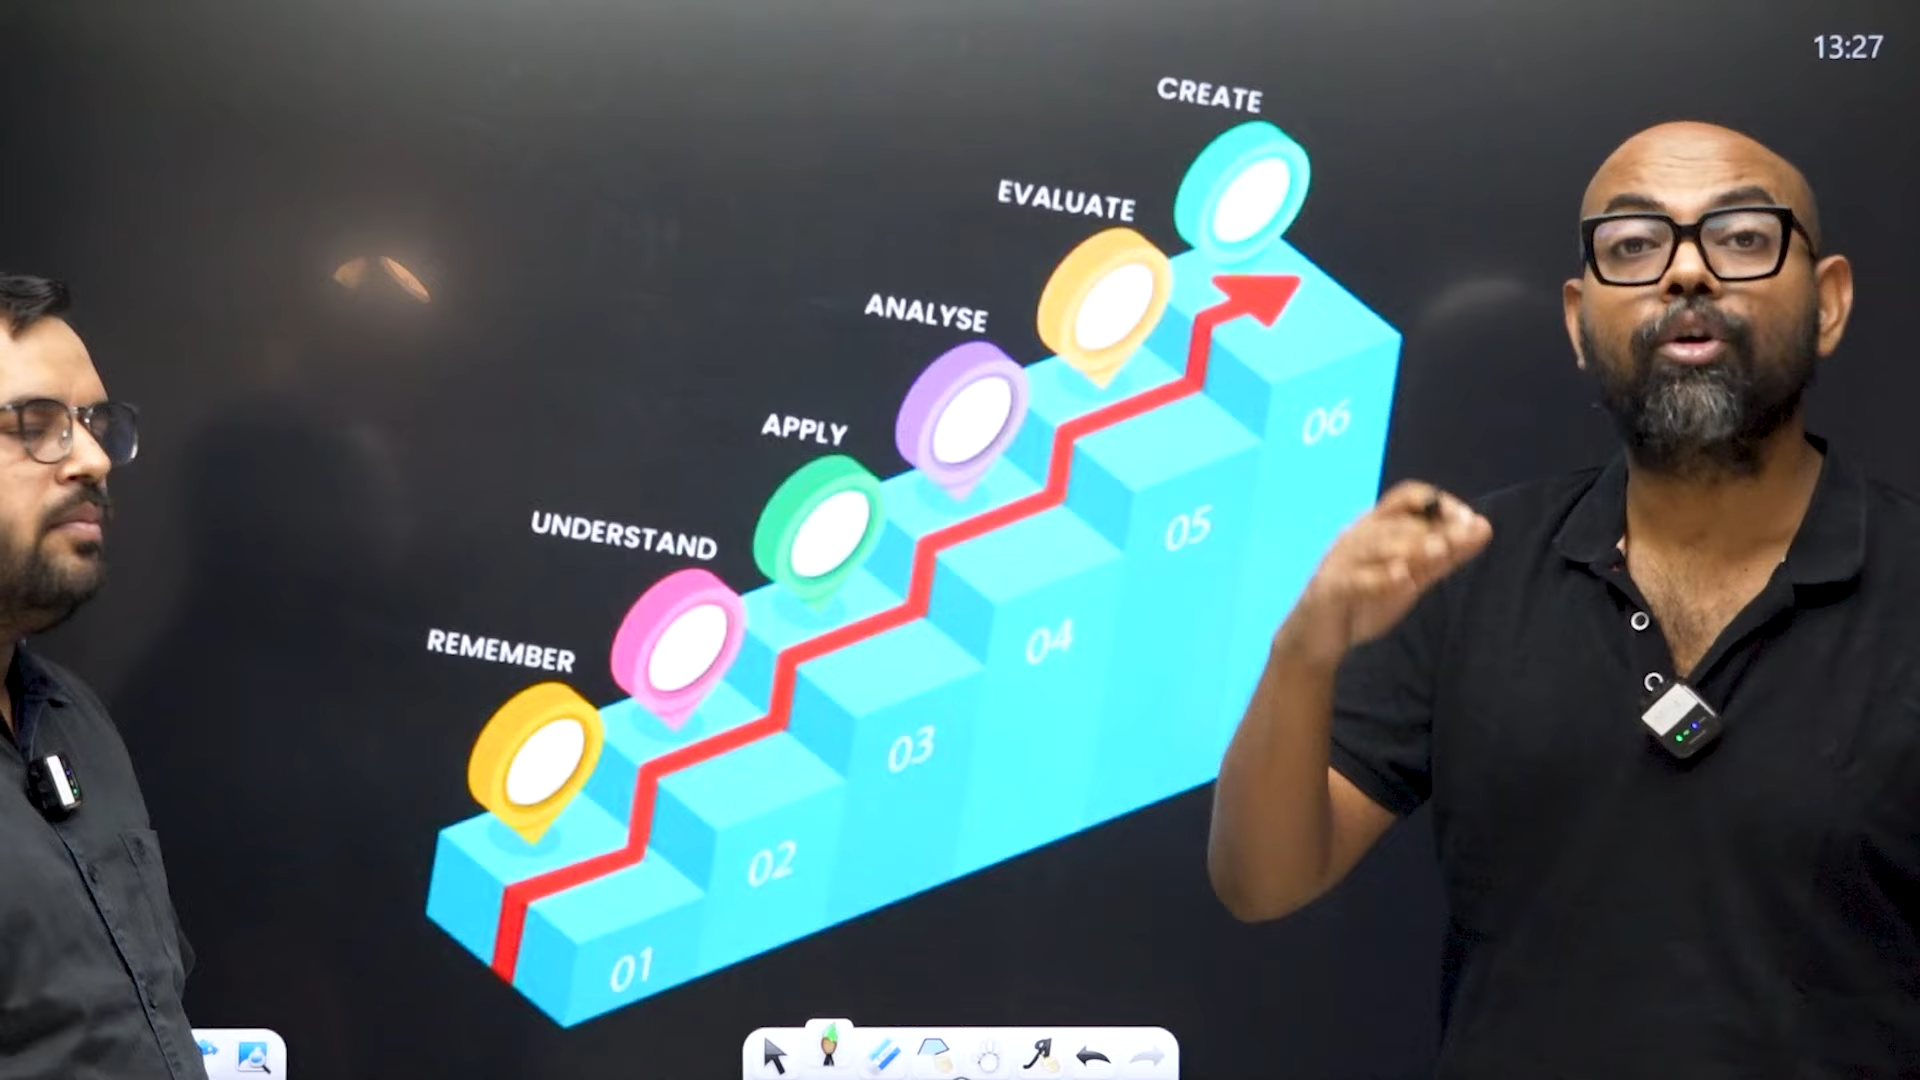 13:27
CREATE
EVALUATE
ANALYSE
APPLY
UNDERSTAND
REMEMBER
06
05
04
03
02
01